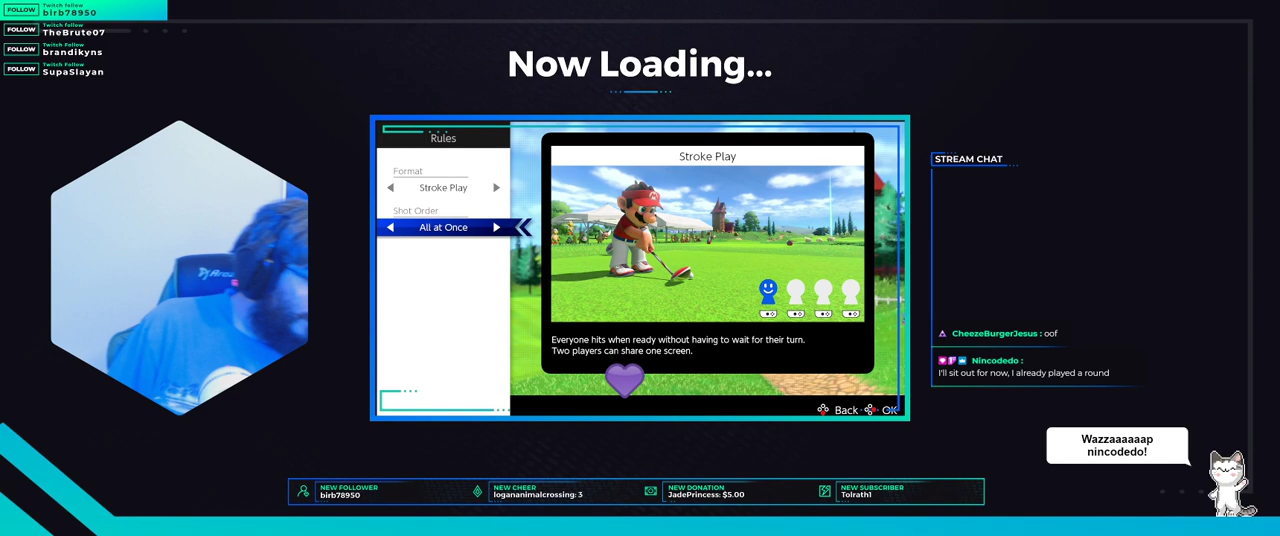 FOLLOW
Twitch follow
birb78950
FOLLOW
Twitch follow
TheBrute07
FOLLOW
Twitch Follow
brandikyns
FOLLOW
Twitch Follow
SupaSlayan
Now Loading...
Rules
Format
Stroke Play
Shot Order
All at Once
Stroke Play
Everyone hits when ready without having to wait for their turn.
Two players can share one screen.
Back
OK
STREAM CHAT
CheezeBurgerJesus : oof
Nincodedo :
I'll sit out for now, I already played a round
Wazzaaaaaap
nincodedo!
NEW FOLLOWER
birb78950
NEW CHEER
logananimalcrossing: 3
NEW DONATION
JadePrincess: $5.00
NEW SUBSCRIBER
Tolrath1